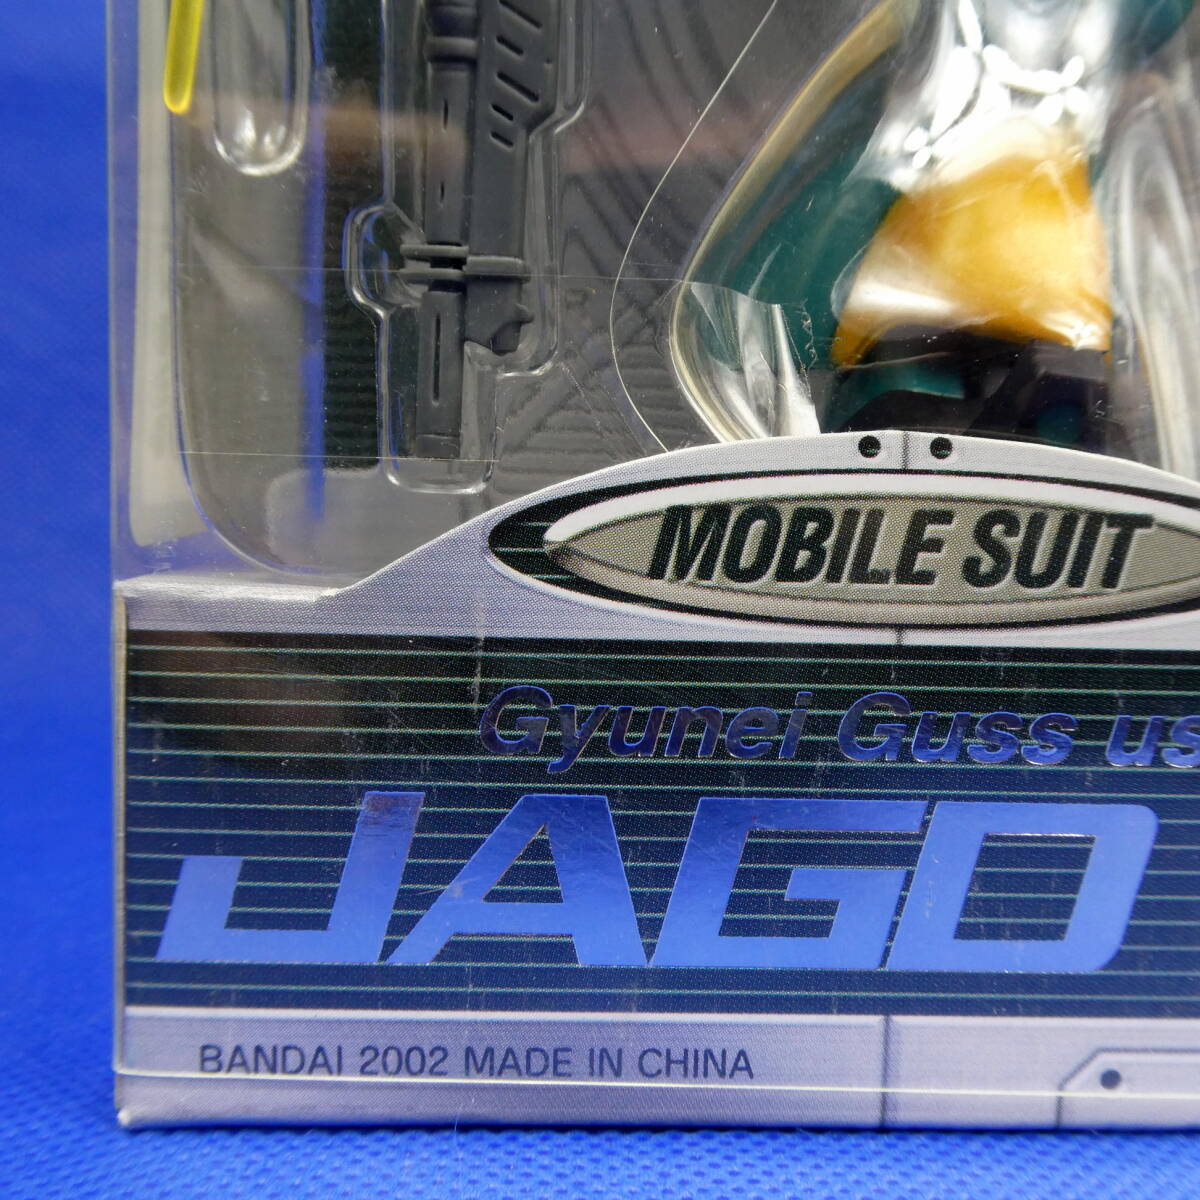 MOBILE SUIT
Gyunei Guss us
JAGD
BANDAI 2002 MADE IN CHINA